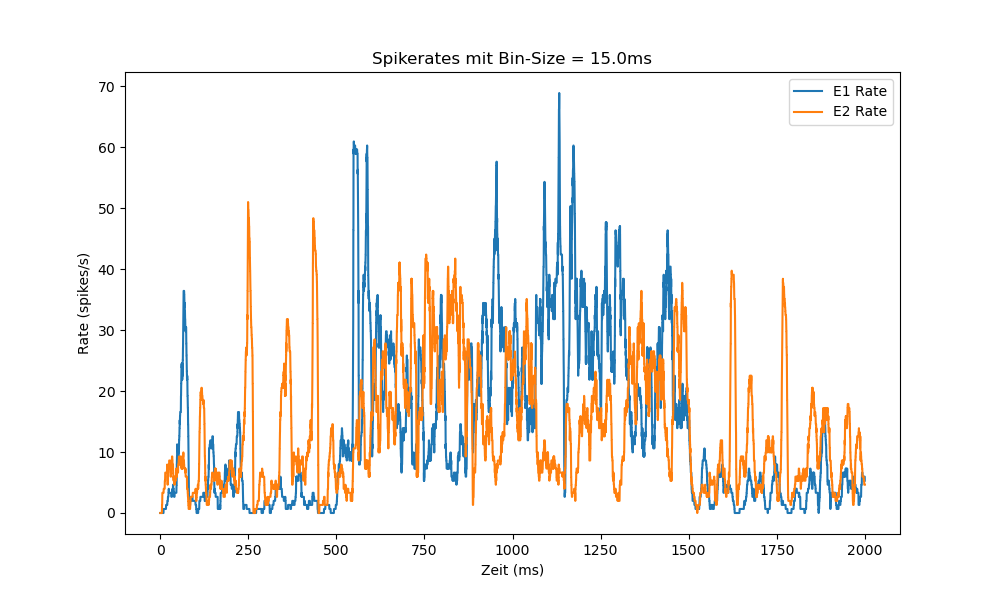 Spikerates mit Bin-Size = 15.0ms
E1 Rate
E2 Rate
Rate (spikes/s)
70
60
50
40
30
20
10
0
0 250 500 750 1000 1250 1500 1750 2000
Zeit (ms)